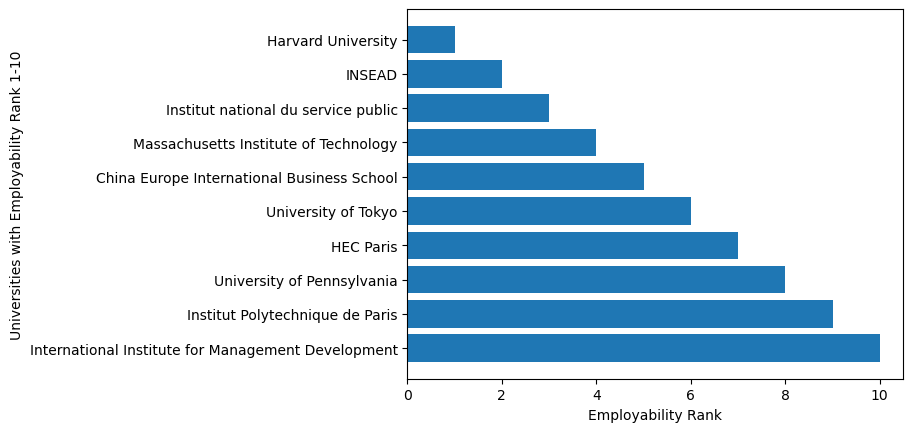 Universities with Employability Rank 1-10
Harvard University
INSEAD
Institut national du service public
Massachusetts Institute of Technology
China Europe International Business School
University of Tokyo
HEC Paris
University of Pennsylvania
Institut Polytechnique de Paris
International Institute for Management Development
0 2 4 6 8 10
Employability Rank